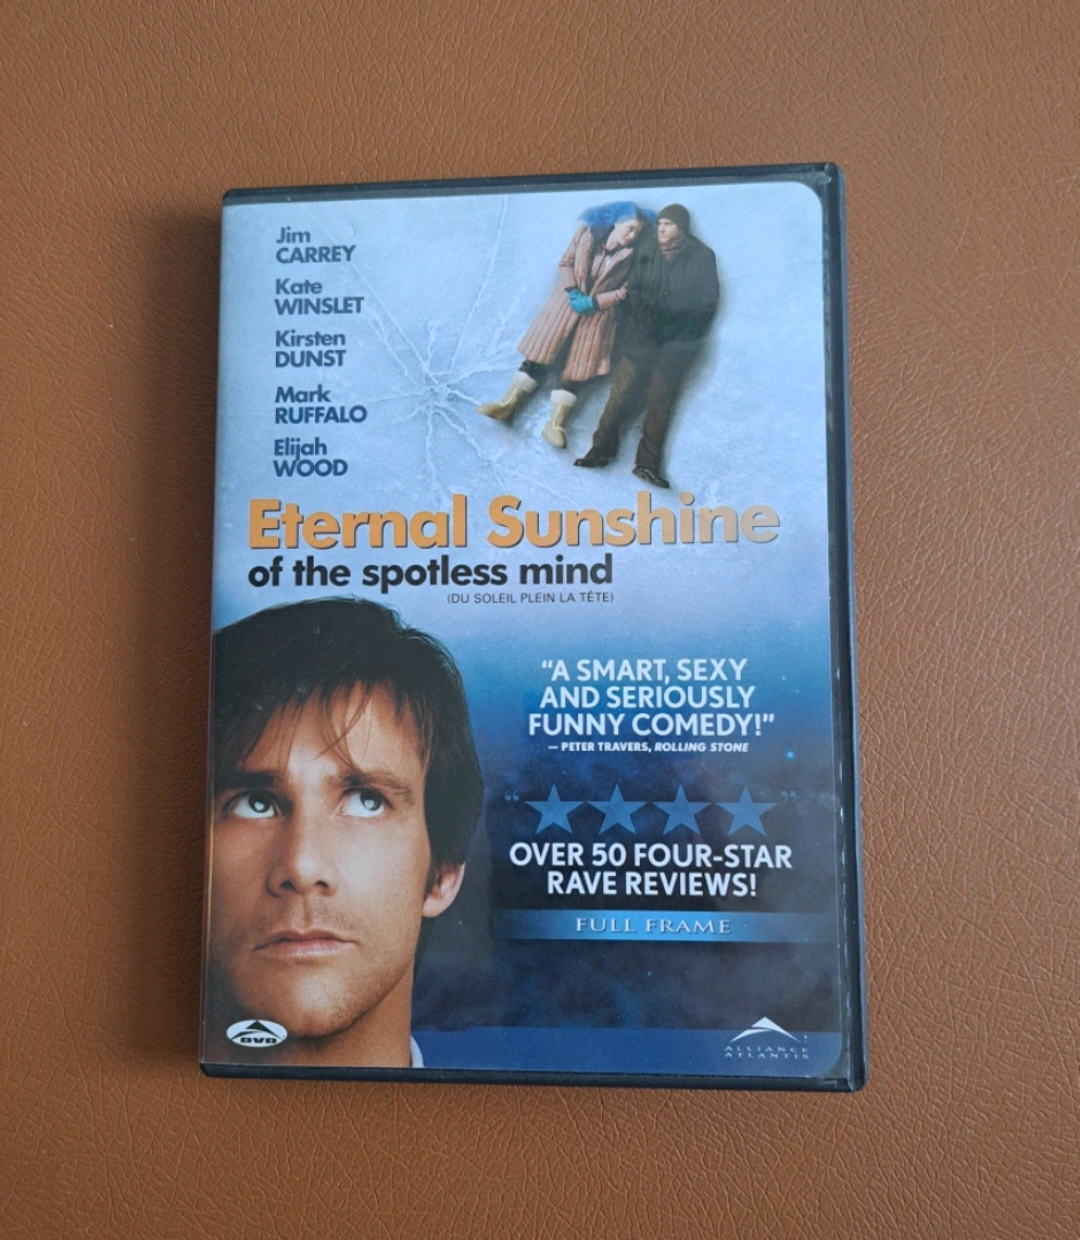 Jim
CARREY
Kate
WINSLET
Kirsten
DUNST
Mark
RUFFALO
Elijah
WOOD
Eternal Sunshine
of the spotless mind
(DU SOLEIL PLEIN LA TÊTE)
“A SMART, SEXY
AND SERIOUSLY
FUNNY COMEDY!”
— PETER TRAVERS, ROLLING STONE
“ ★★★★ ”
OVER 50 FOUR-STAR
RAVE REVIEWS!
FULL FRAME
DVD
ALLIANCE
ATLANTIS